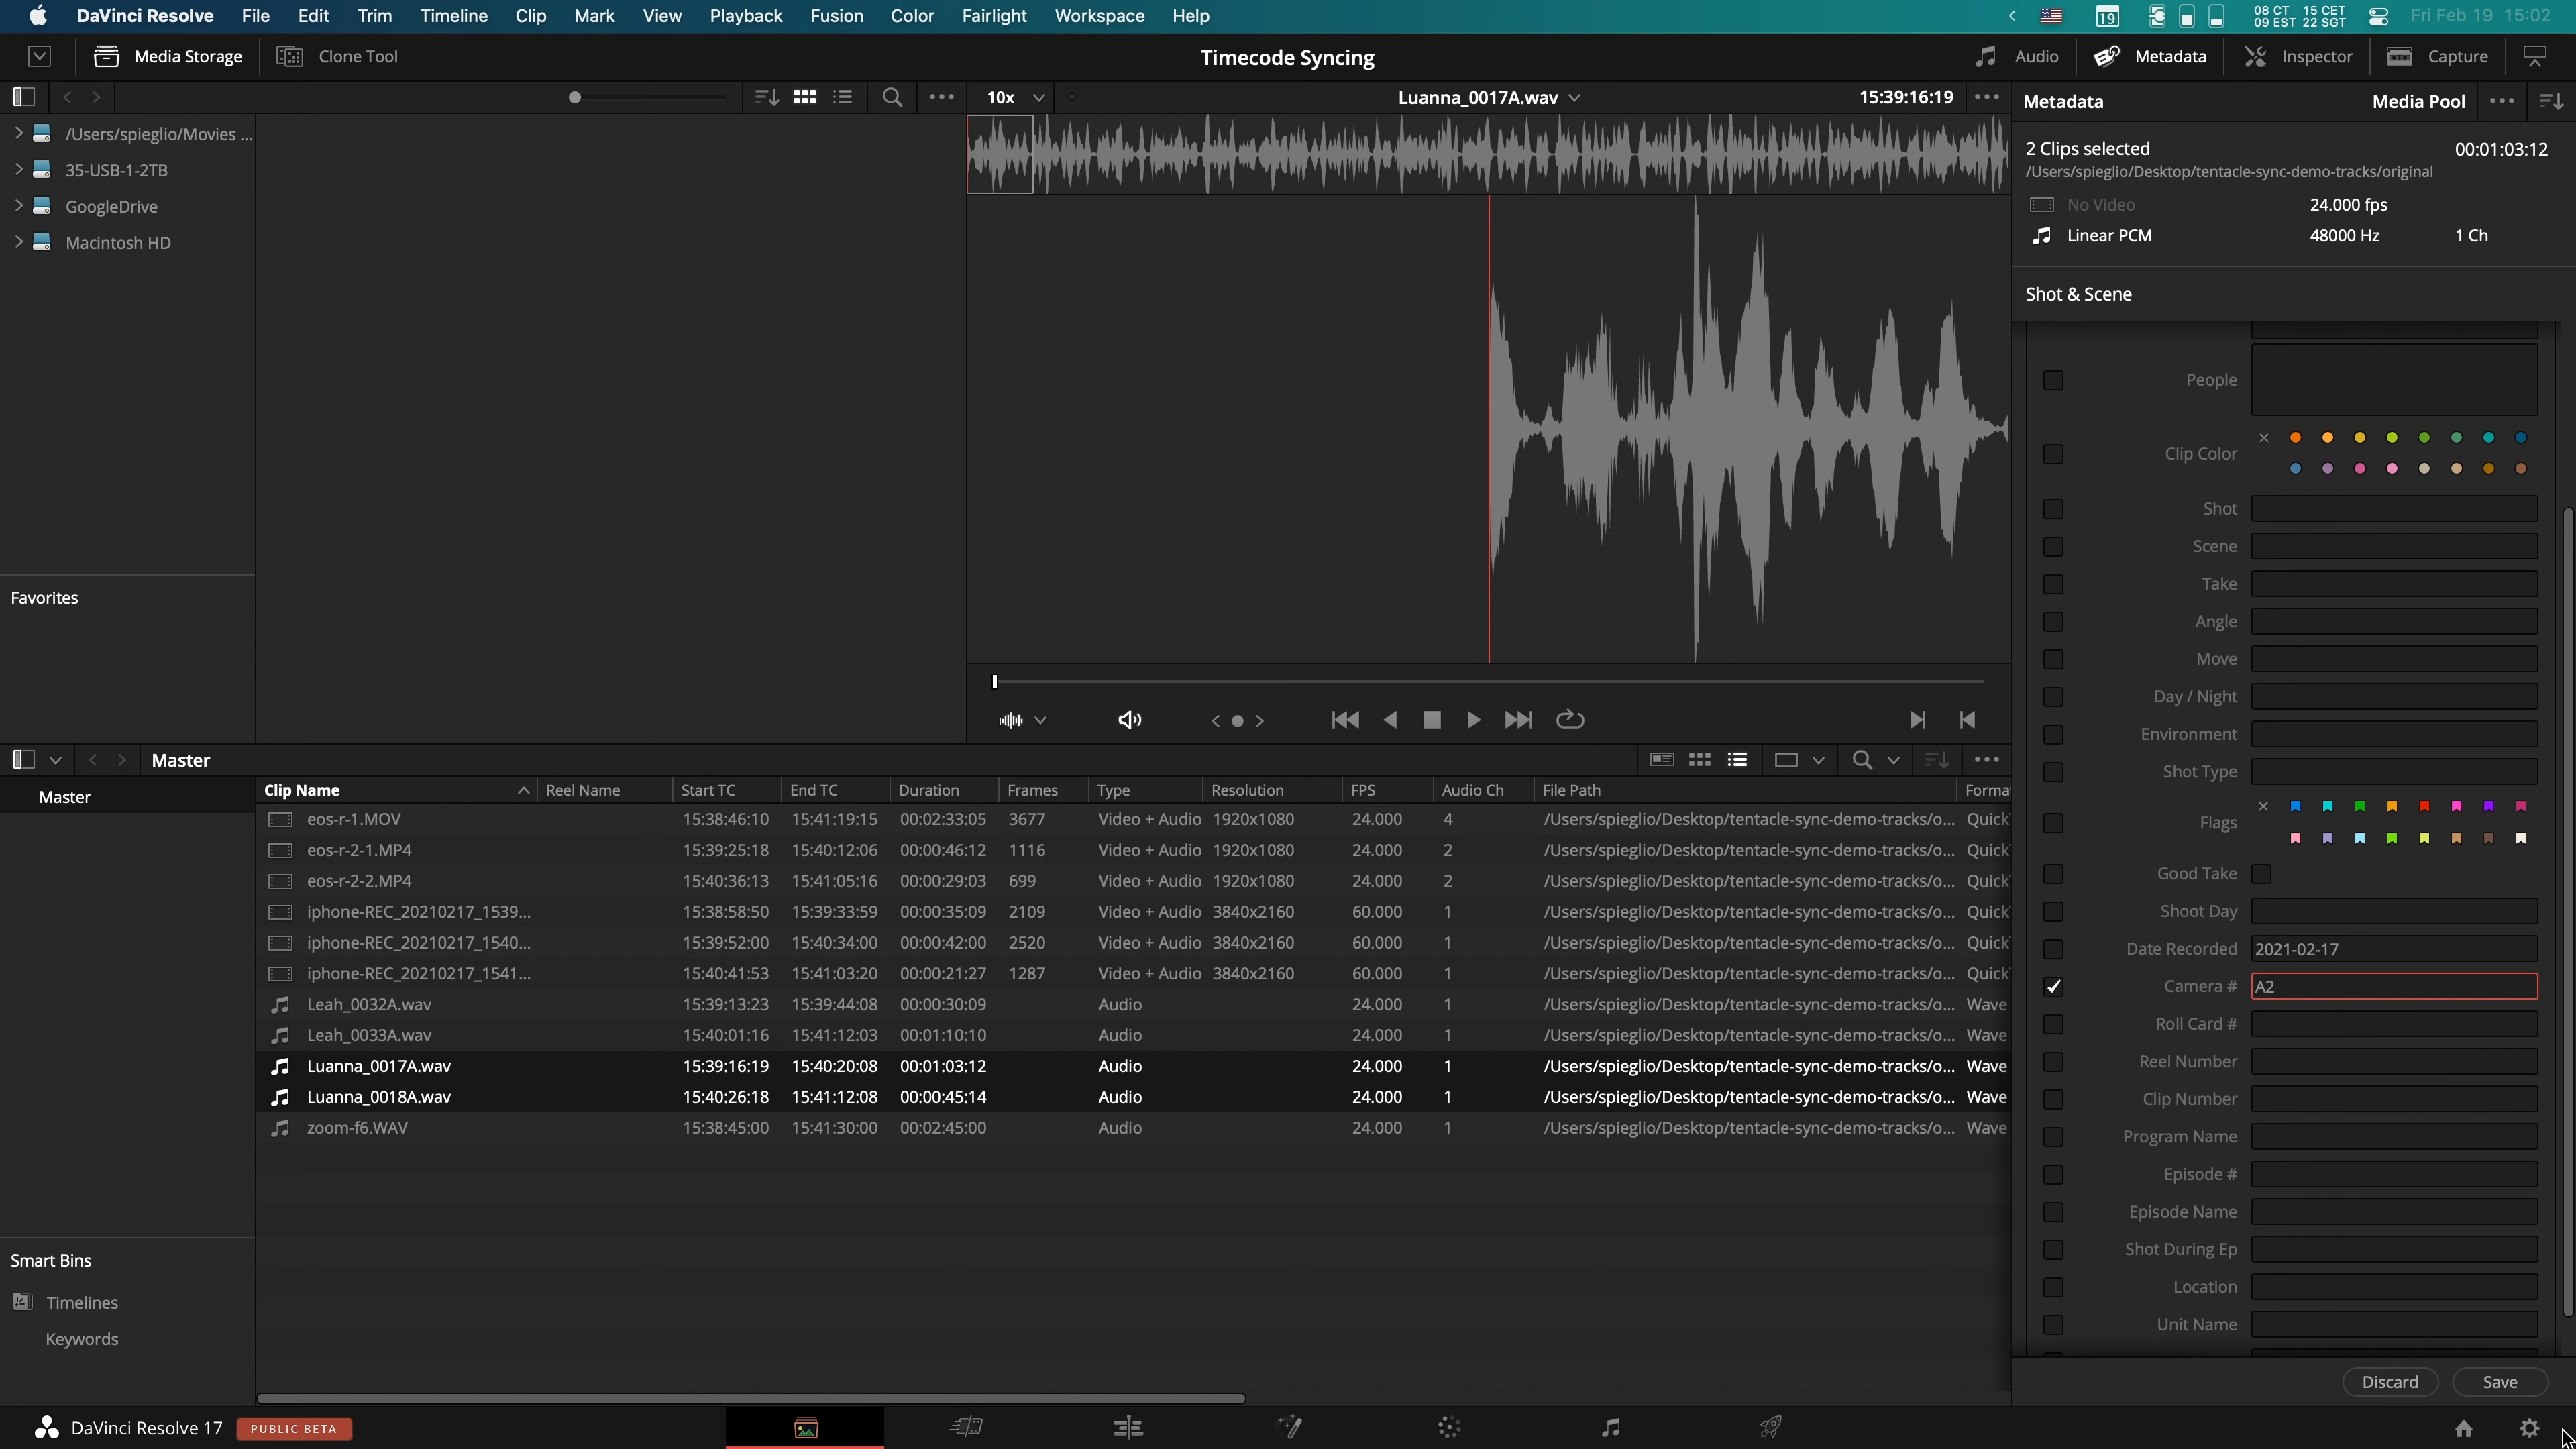 DaVinci Resolve File Edit Trim Timeline Clip Mark View Playback Fusion Color Fairlight Workspace Help 19 08 CT 15 CET 09 EST 22 SGT Fri Feb 19 15:02
Media Storage Clone Tool Timecode Syncing Audio Metadata Inspector Capture
10x Luanna_0017A.wav 15:39:16:19 Metadata Media Pool
/Users/spieglio/Movies ...
35-USB-1-2TB
GoogleDrive
Macintosh HD
Favorites
2 Clips selected 00:01:03:12
/Users/spieglio/Desktop/tentacle-sync-demo-tracks/original
No Video 24.000 fps
Linear PCM 48000 Hz 1 Ch
Shot & Scene
People
Clip Color
Shot
Scene
Take
Angle
Move
Day / Night
Environment
Shot Type
Flags
Good Take
Shoot Day
Date Recorded 2021-02-17
Camera # A2
Roll Card #
Reel Number
Clip Number
Program Name
Episode #
Episode Name
Shot During Ep
Location
Unit Name
Discard Save
Master
Master
Clip Name Reel Name Start TC End TC Duration Frames Type Resolution FPS Audio Ch File Path Forma
eos-r-1.MOV 15:38:46:10 15:41:19:15 00:02:33:05 3677 Video + Audio 1920x1080 24.000 4 /Users/spieglio/Desktop/tentacle-sync-demo-tracks/o... Quick
eos-r-2-1.MP4 15:39:25:18 15:40:12:06 00:00:46:12 1116 Video + Audio 1920x1080 24.000 2 /Users/spieglio/Desktop/tentacle-sync-demo-tracks/o... Quick
eos-r-2-2.MP4 15:40:36:13 15:41:05:16 00:00:29:03 699 Video + Audio 1920x1080 24.000 2 /Users/spieglio/Desktop/tentacle-sync-demo-tracks/o... Quick
iphone-REC_20210217_1539... 15:38:58:50 15:39:33:59 00:00:35:09 2109 Video + Audio 3840x2160 60.000 1 /Users/spieglio/Desktop/tentacle-sync-demo-tracks/o... Quick
iphone-REC_20210217_1540... 15:39:52:00 15:40:34:00 00:00:42:00 2520 Video + Audio 3840x2160 60.000 1 /Users/spieglio/Desktop/tentacle-sync-demo-tracks/o... Quick
iphone-REC_20210217_1541... 15:40:41:53 15:41:03:20 00:00:21:27 1287 Video + Audio 3840x2160 60.000 1 /Users/spieglio/Desktop/tentacle-sync-demo-tracks/o... Quick
Leah_0032A.wav 15:39:13:23 15:39:44:08 00:00:30:09 Audio 24.000 1 /Users/spieglio/Desktop/tentacle-sync-demo-tracks/o... Wave
Leah_0033A.wav 15:40:01:16 15:41:12:03 00:01:10:10 Audio 24.000 1 /Users/spieglio/Desktop/tentacle-sync-demo-tracks/o... Wave
Luanna_0017A.wav 15:39:16:19 15:40:20:08 00:01:03:12 Audio 24.000 1 /Users/spieglio/Desktop/tentacle-sync-demo-tracks/o... Wave
Luanna_0018A.wav 15:40:26:18 15:41:12:08 00:00:45:14 Audio 24.000 1 /Users/spieglio/Desktop/tentacle-sync-demo-tracks/o... Wave
zoom-f6.WAV 15:38:45:00 15:41:30:00 00:02:45:00 Audio 24.000 1 /Users/spieglio/Desktop/tentacle-sync-demo-tracks/o... Wave
Smart Bins
Timelines
Keywords
DaVinci Resolve 17 PUBLIC BETA